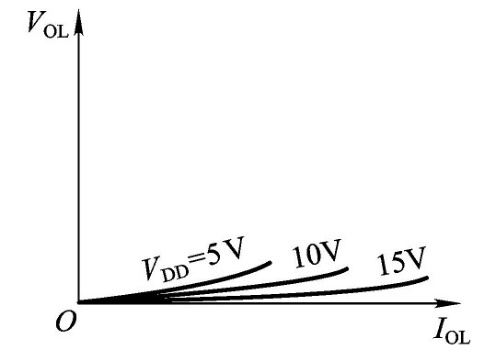 V_OL
V_DD=5V
10V
15V
O
I_OL